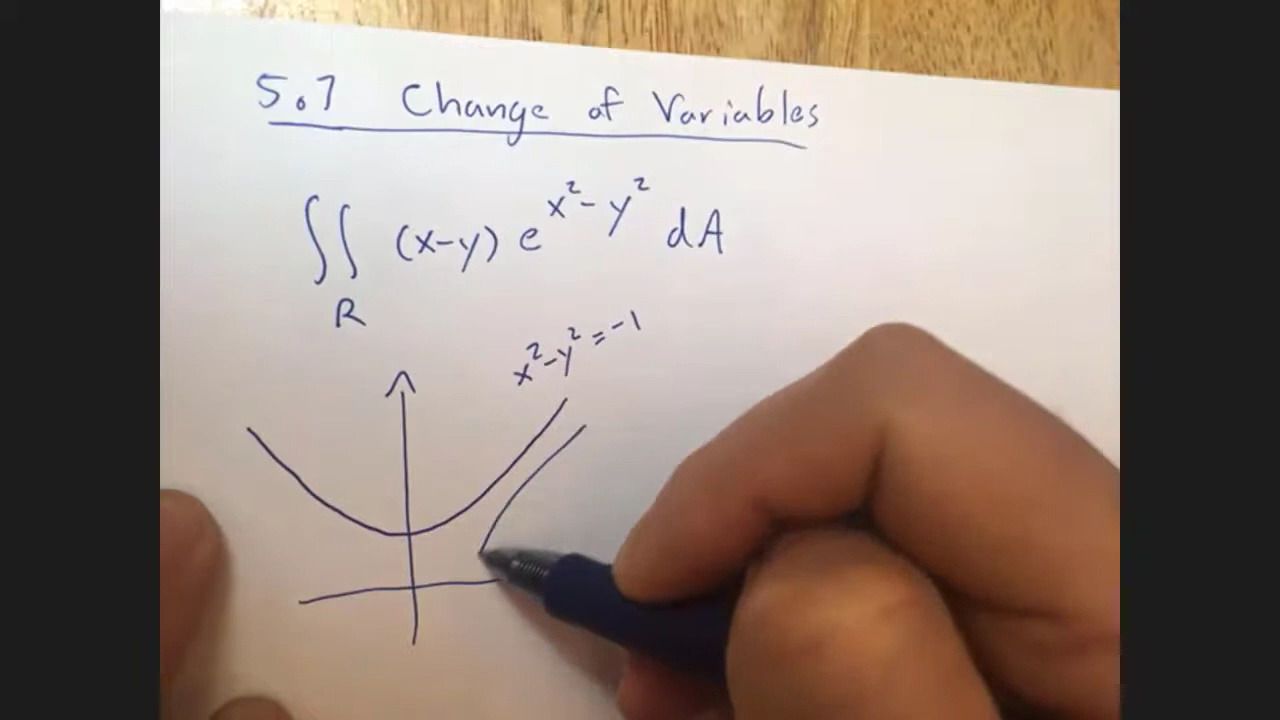 5.7 Change of Variables
∬ (x-y) e^{x²-y²} dA
R
x²-y²=-1